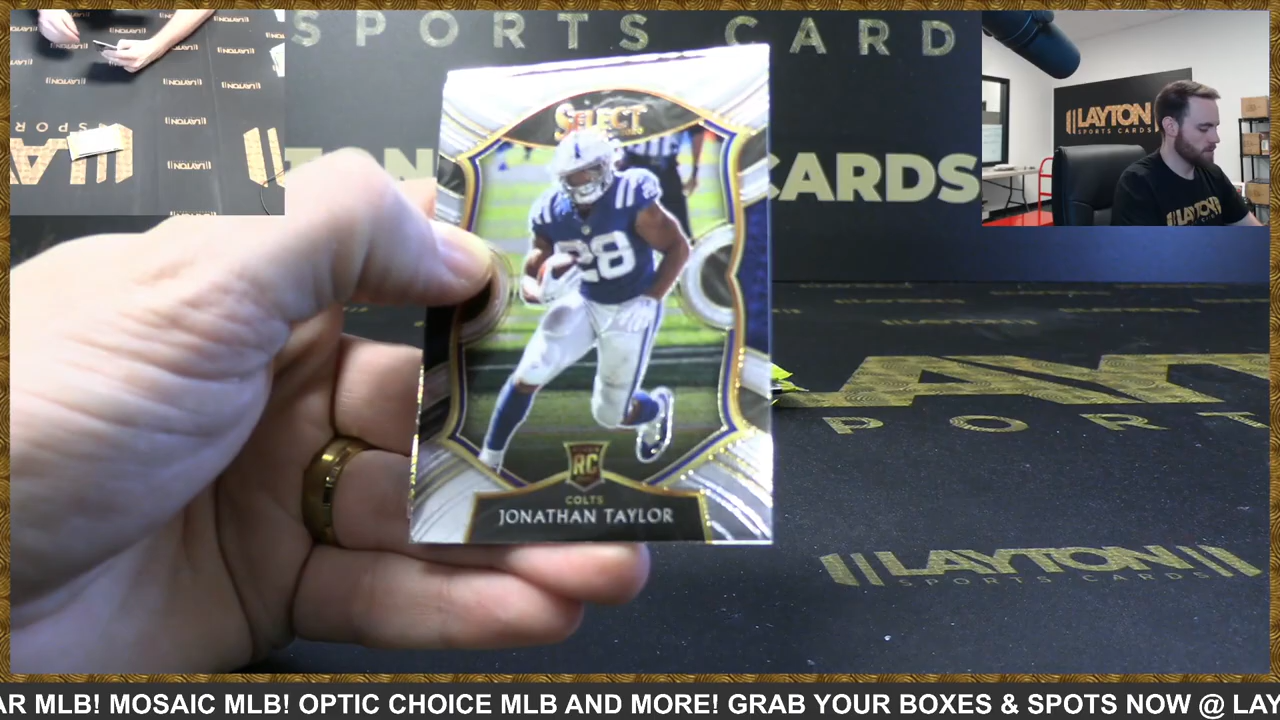 SPORTS CARD
CARDS
SELECT
28
RC
COLTS
JONATHAN TAYLOR
LAYTON
SPORTS CARDS
LAYTON
SPORTS CARDS
LAYTON
AR MLB! MOSAIC MLB! OPTIC CHOICE MLB AND MORE! GRAB YOUR BOXES & SPOTS NOW @ LAY